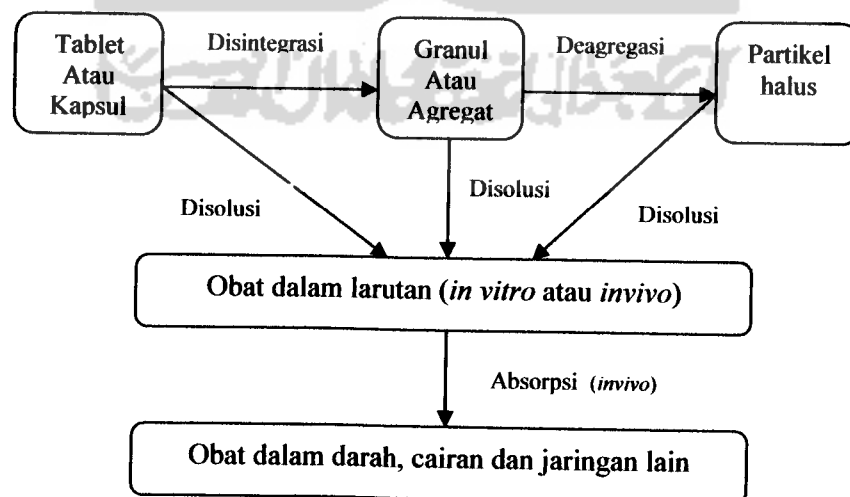 Tablet
Atau
Kapsul
Disintegrasi
Granul
Atau
Agregat
Deagregasi
Partikel
halus
Disolusi
Disolusi
Disolusi
Obat dalam larutan (in vitro atau invivo)
Absorpsi (invivo)
Obat dalam darah, cairan dan jaringan lain